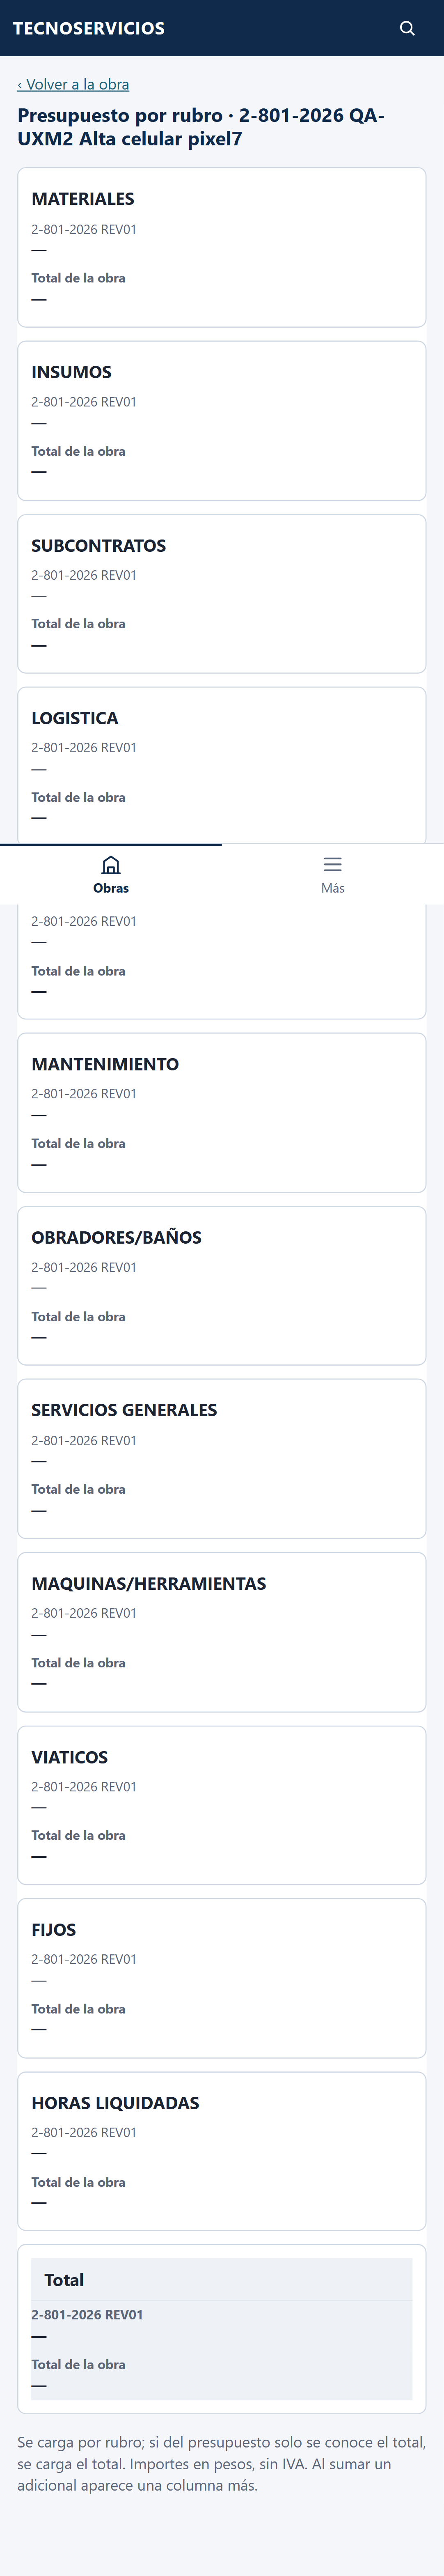 TECNOSERVICIOS
‹ Volver a la obra
Presupuesto por rubro · 2-801-2026 QA-
UXM2 Alta celular pixel7
MATERIALES
2-801-2026 REV01
—
Total de la obra
—
INSUMOS
2-801-2026 REV01
—
Total de la obra
—
SUBCONTRATOS
2-801-2026 REV01
—
Total de la obra
—
LOGISTICA
2-801-2026 REV01
—
Total de la obra
—
Obras
Más
2-801-2026 REV01
—
Total de la obra
—
MANTENIMIENTO
2-801-2026 REV01
—
Total de la obra
—
OBRADORES/BAÑOS
2-801-2026 REV01
—
Total de la obra
—
SERVICIOS GENERALES
2-801-2026 REV01
—
Total de la obra
—
MAQUINAS/HERRAMIENTAS
2-801-2026 REV01
—
Total de la obra
—
VIATICOS
2-801-2026 REV01
—
Total de la obra
—
FIJOS
2-801-2026 REV01
—
Total de la obra
—
HORAS LIQUIDADAS
2-801-2026 REV01
—
Total de la obra
—
Total
2-801-2026 REV01
—
Total de la obra
—
Se carga por rubro; si del presupuesto solo se conoce el total,
se carga el total. Importes en pesos, sin IVA. Al sumar un
adicional aparece una columna más.